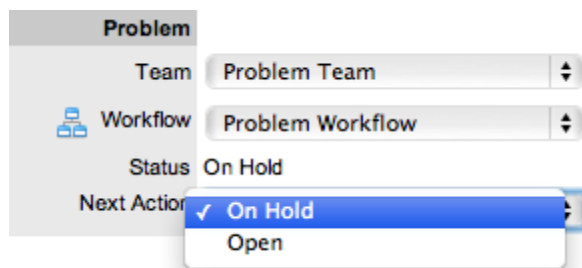 Problem
Team Problem Team
Workflow Problem Workflow
Status On Hold
Next Action ✓ On Hold
Open